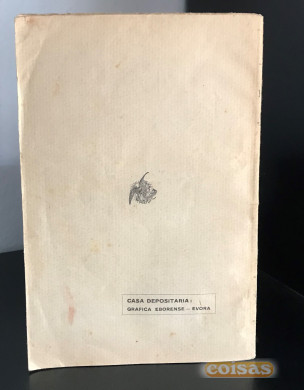 CASA DEPOSITARIA:
GRAFICA EBORENSE — EVORA
coisas